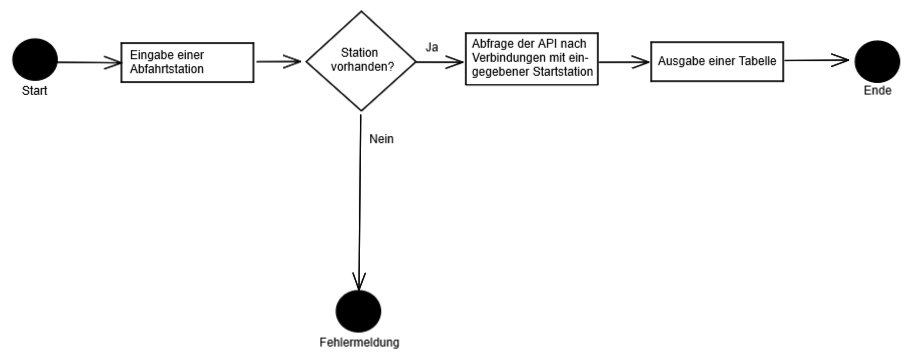 Start
Eingabe einer
Abfahrtstation
Station
vorhanden?
Ja
Abfrage der API nach
Verbindungen mit ein-
gegebener Startstation
Ausgabe einer Tabelle
Ende
Nein
Fehlermeldung